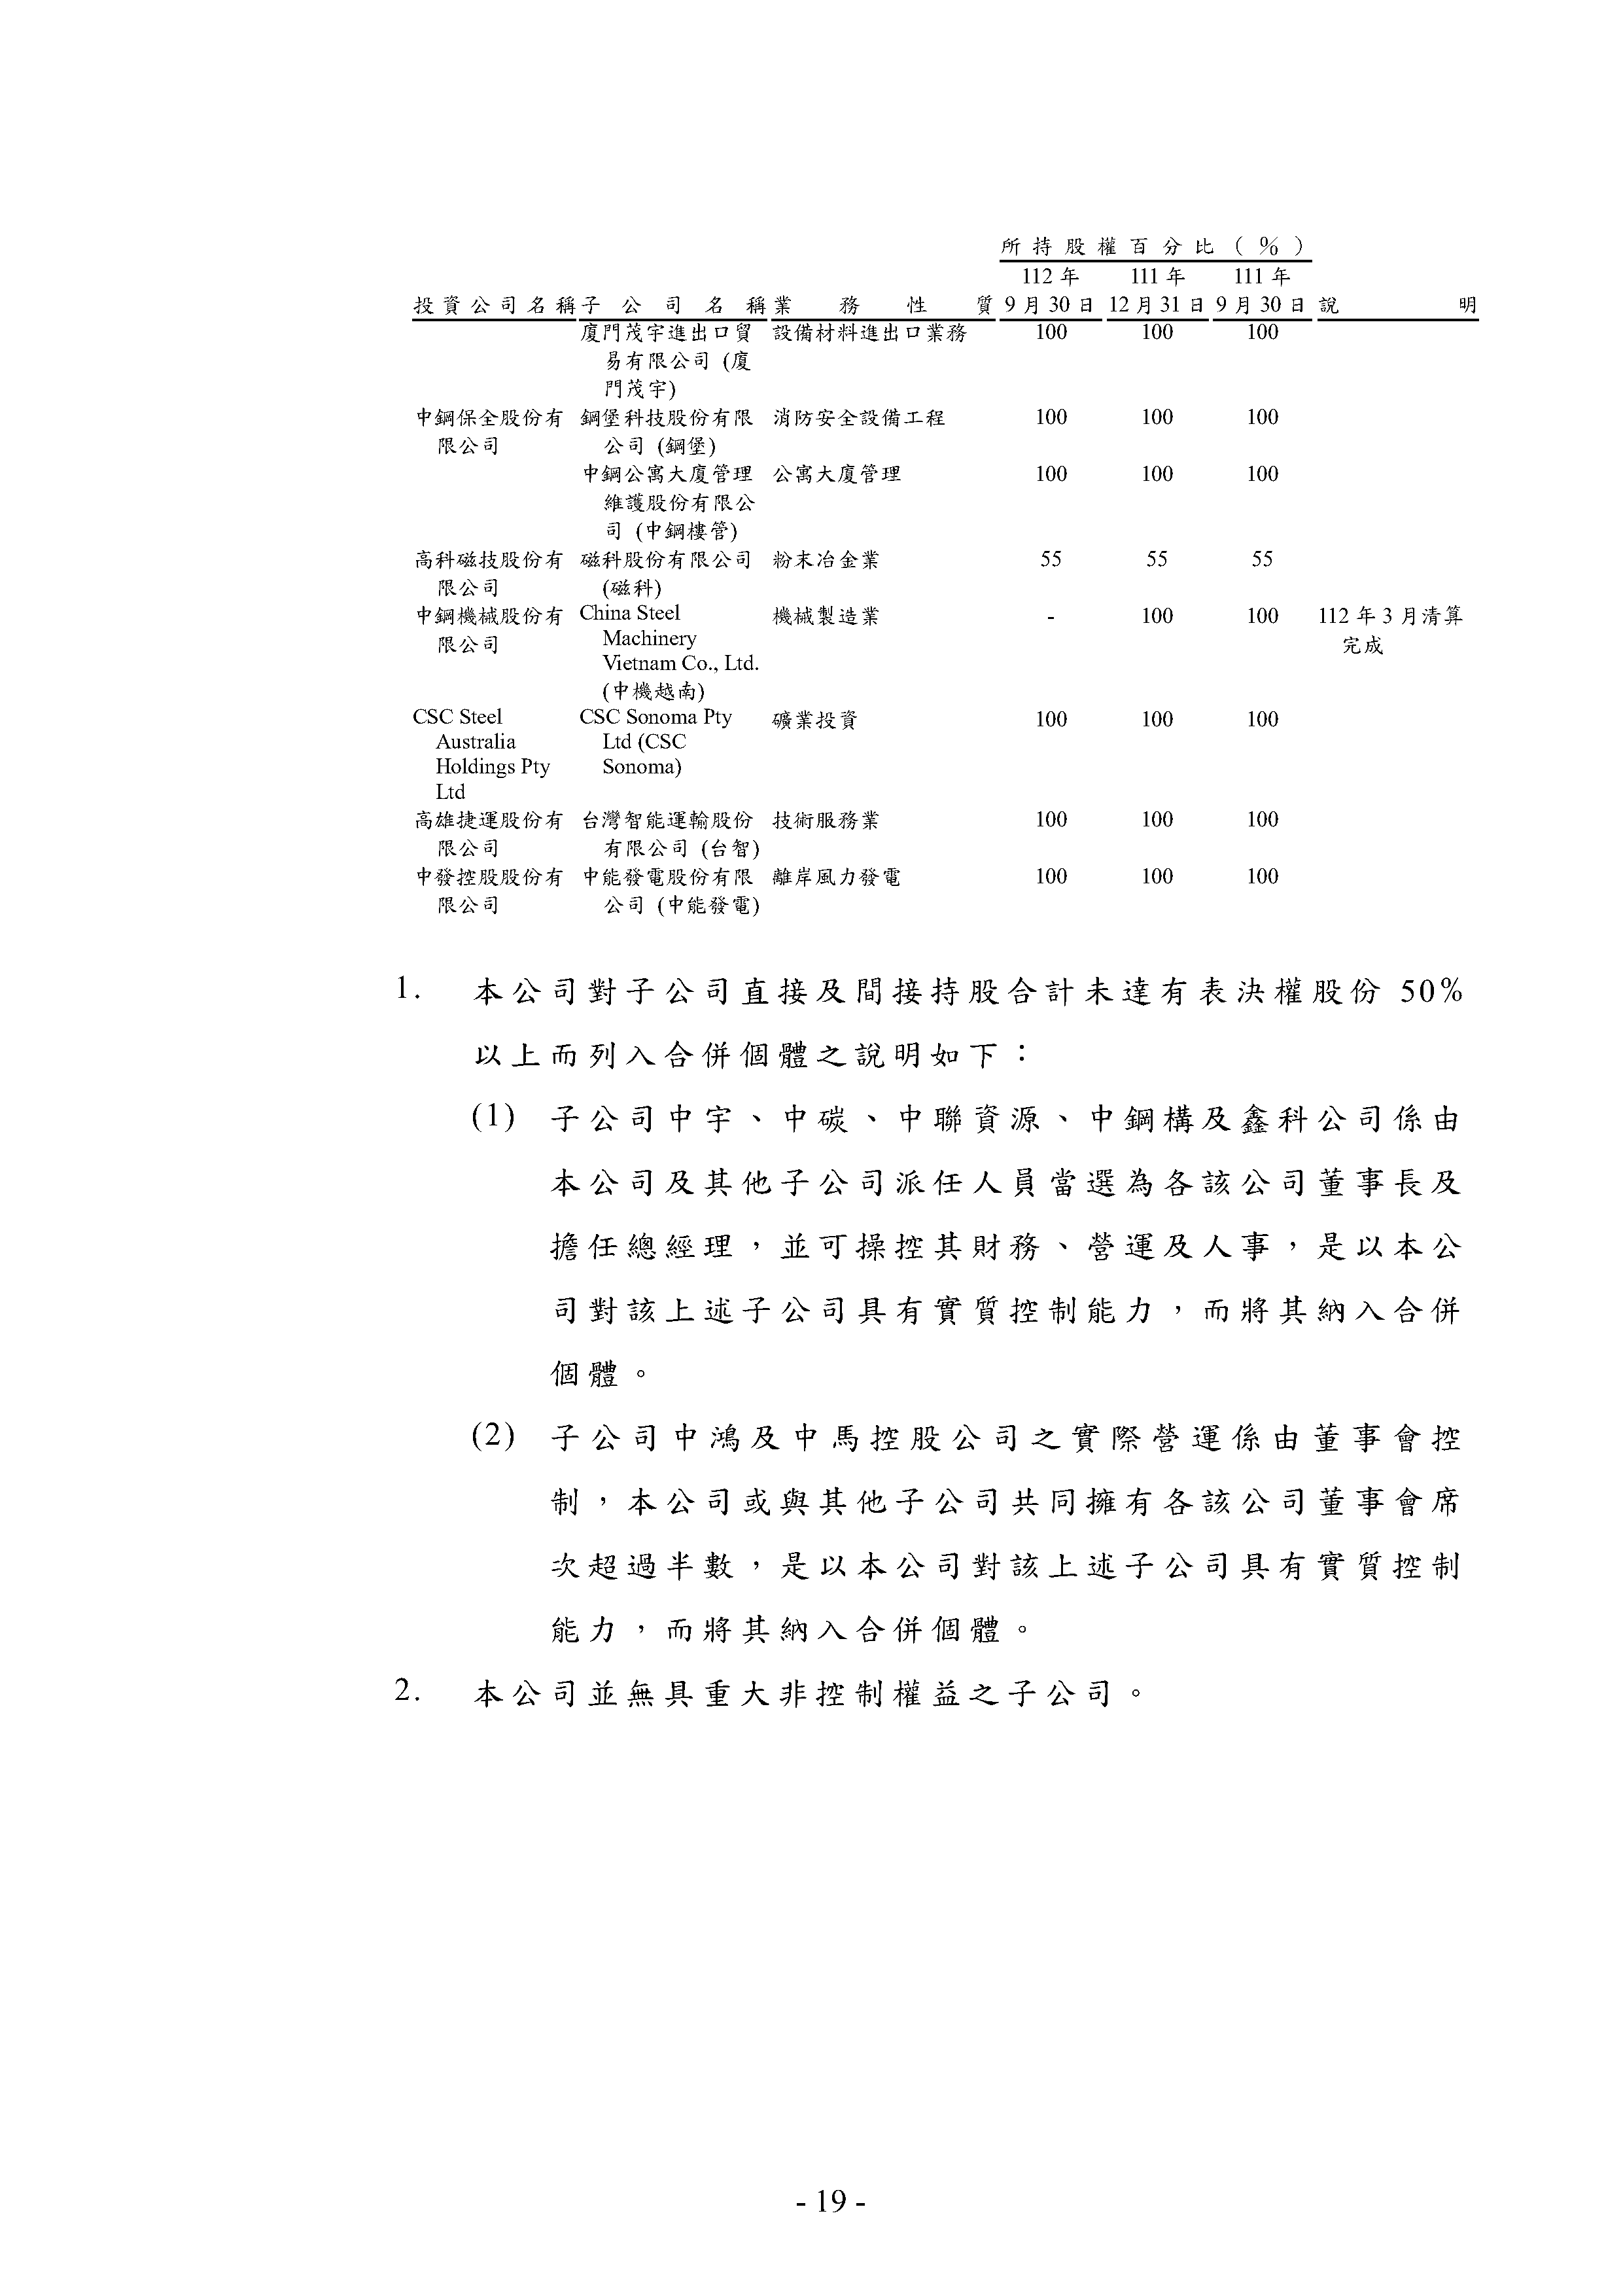 所持股權百分比（％）
112 年 111 年 111 年
投資公司名稱 子公司名稱 業務性質 9 月 30 日 12 月 31 日 9 月 30 日 說明
廈門茂宇進出口貿 設備材料進出口業務 100 100 100
易有限公司 (廈
門茂宇)
中鋼保全股份有 鋼堡科技股份有限 消防安全設備工程 100 100 100
限公司 公司 (鋼堡)
中鋼公寓大廈管理 公寓大廈管理 100 100 100
維護股份有限公
司 (中鋼樓管)
高科磁技股份有 磁科股份有限公司 粉末冶金業 55 55 55
限公司 (磁科)
中鋼機械股份有 China Steel 機械製造業 - 100 100 112 年 3 月清算
限公司 Machinery 完成
Vietnam Co., Ltd.
(中機越南)
CSC Steel CSC Sonoma Pty 礦業投資 100 100 100
Australia Ltd (CSC
Holdings Pty Sonoma)
Ltd
高雄捷運股份有 台灣智能運輸股份 技術服務業 100 100 100
限公司 有限公司 (台智)
中發控股股份有 中能發電股份有限 離岸風力發電 100 100 100
限公司 公司 (中能發電)
1. 本公司對子公司直接及間接持股合計未達有表決權股份 50%
以上而列入合併個體之說明如下：
(1) 子公司中宇、中碳、中聯資源、中鋼構及鑫科公司係由
本公司及其他子公司派任人員當選為各該公司董事長及
擔任總經理，並可操控其財務、營運及人事，是以本公
司對該上述子公司具有實質控制能力，而將其納入合併
個體。
(2) 子公司中鴻及中馬控股公司之實際營運係由董事會控
制，本公司或與其他子公司共同擁有各該公司董事會席
次超過半數，是以本公司對該上述子公司具有實質控制
能力，而將其納入合併個體。
2. 本公司並無具重大非控制權益之子公司。
- 19 -